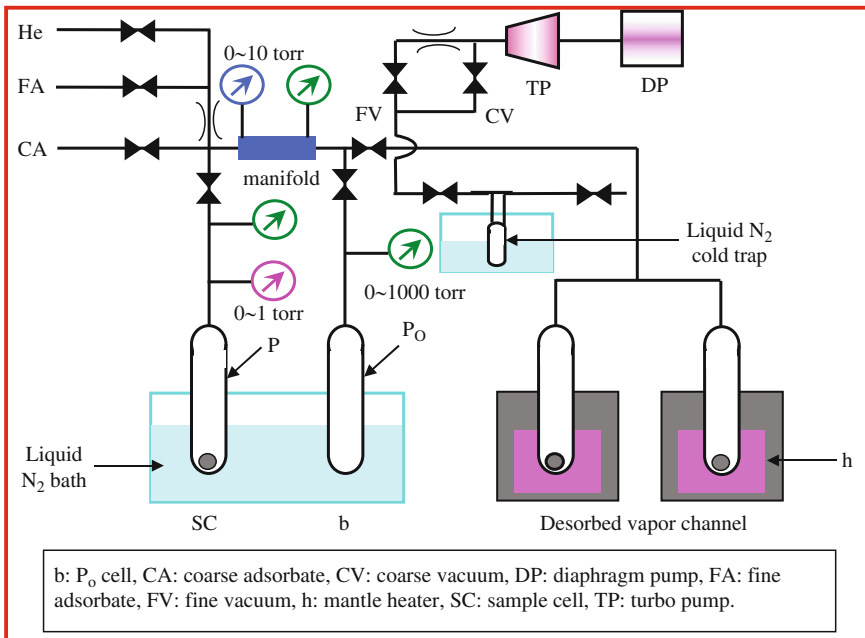 He
0~10 torr
FA
TP
DP
FV
CV
CA
manifold
Liquid N₂
cold trap
0~1000 torr
0~1 torr
P
P_O
Liquid
N₂ bath
h
SC
b
Desorbed vapor channel
b: P_o cell, CA: coarse adsorbate, CV: coarse vacuum, DP: diaphragm pump, FA: fine
adsorbate, FV: fine vacuum, h: mantle heater, SC: sample cell, TP: turbo pump.